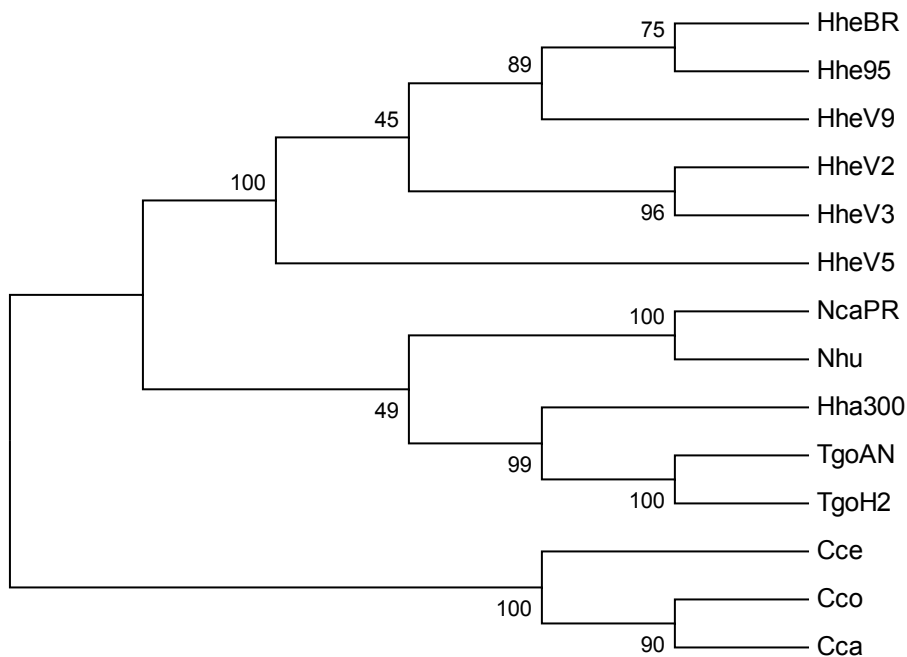 HheBR
75
Hhe95
89
HheV9
45
HheV2
100
96
HheV3
HheV5
NcaPR
100
Nhu
49
Hha300
99
TgoAN
100
TgoH2
Cce
100
Cco
90
Cca